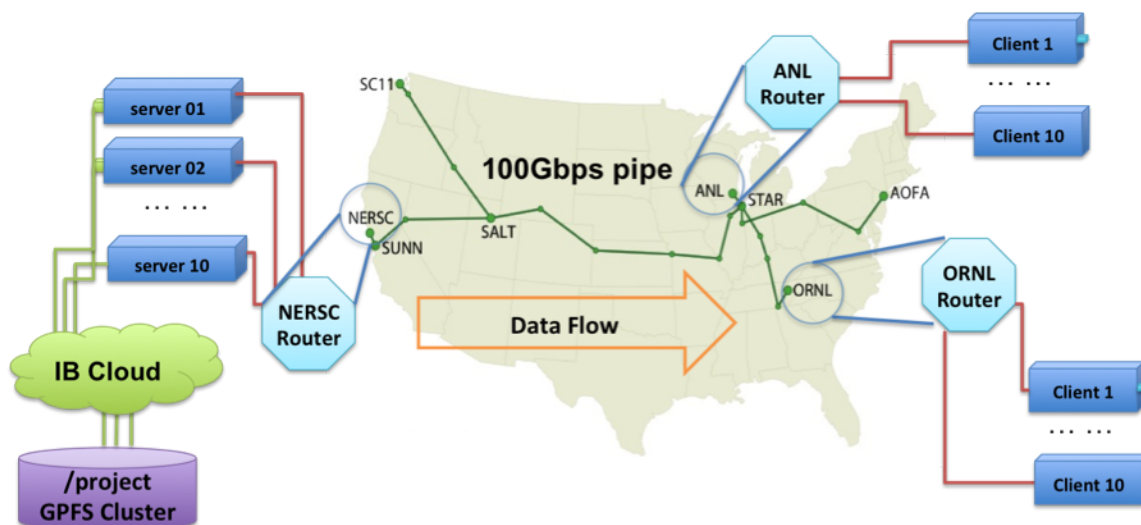 server 01
server 02
... ...
server 10
IB Cloud
/project
GPFS Cluster
NERSC
Router
SC11
NERSC
SUNN
SALT
100Gbps pipe
Data Flow
ANL
STAR
AOFA
ORNL
ANL
Router
Client 1
... ...
Client 10
ORNL
Router
Client 1
... ...
Client 10